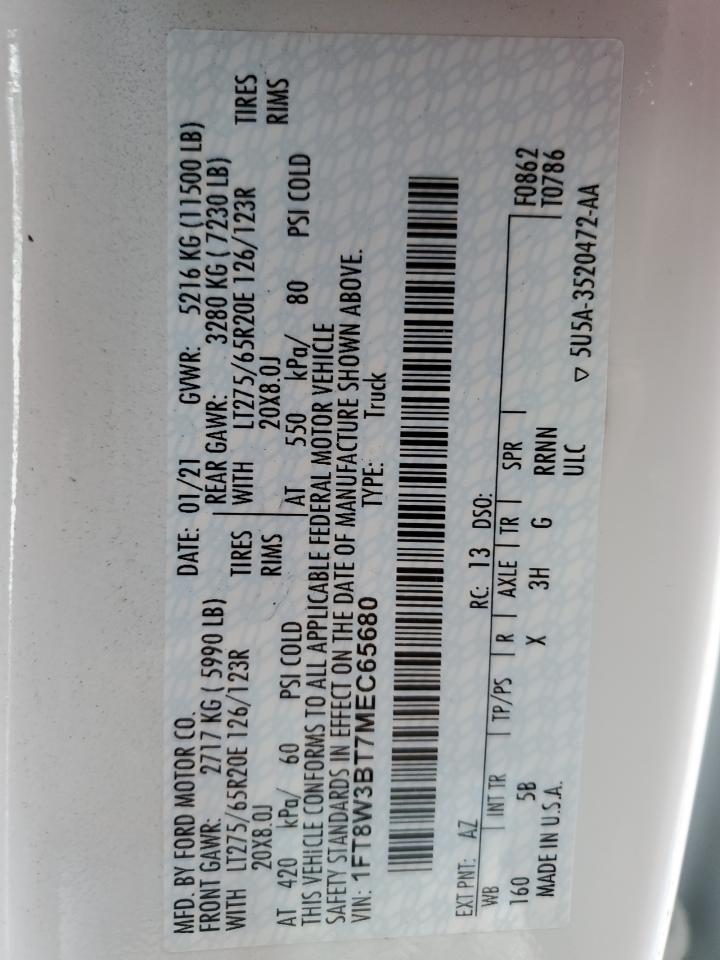 MFD. BY FORD MOTOR CO.
DATE: 01/21 GVWR: 5216 KG (11500 LB)
FRONT GAWR: 2717 KG ( 5990 LB) REAR GAWR: 3280 KG ( 7230 LB)
WITH LT275/65R20E 126/123R TIRES WITH LT275/65R20E 126/123R TIRES
20X8.0J RIMS 20X8.0J RIMS
AT 420 kPa/ 60 PSI COLD AT 550 kPa/ 80 PSI COLD
THIS VEHICLE CONFORMS TO ALL APPLICABLE FEDERAL MOTOR VEHICLE
SAFETY STANDARDS IN EFFECT ON THE DATE OF MANUFACTURE SHOWN ABOVE.
VIN: 1FT8W3BT7MEC65680 TYPE: Truck
EXT PNT: AZ RC: 13 DSO:
WB INT TR TP/PS R AXLE TR SPR F0862
160 5B X 3H G RRNN T0786
MADE IN U.S.A. ULC
▽ 5U5A-3520472-AA